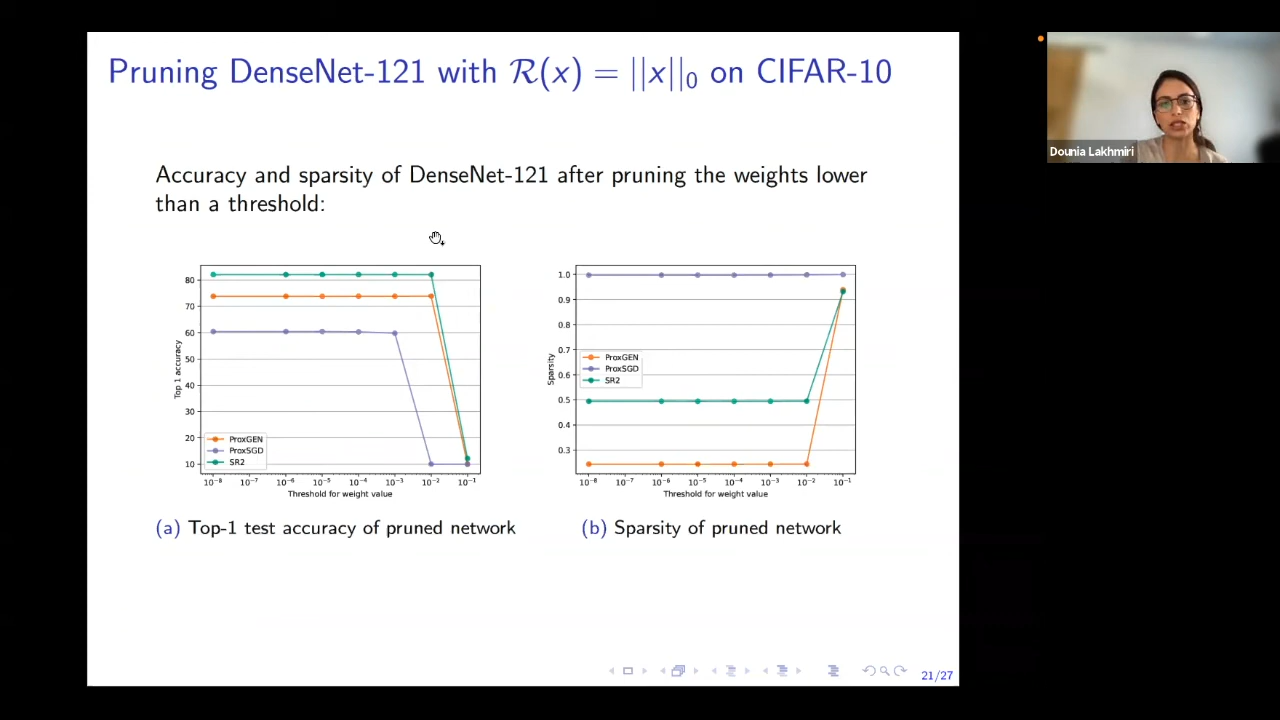 Pruning DenseNet-121 with R(x) = ||x||₀ on CIFAR-10
Dounia Lakhmiri
Accuracy and sparsity of DenseNet-121 after pruning the weights lower
than a threshold:
Top 1 accuracy
80
70
60
50
40
30
20
10
ProxGEN
ProxSGD
SR2
10⁻⁸ 10⁻⁷ 10⁻⁶ 10⁻⁵ 10⁻⁴ 10⁻³ 10⁻² 10⁻¹
Threshold for weight value
(a) Top-1 test accuracy of pruned network
Sparsity
1.0
0.9
0.8
0.7
0.6
0.5
0.4
0.3
ProxGEN
ProxSGD
SR2
10⁻⁸ 10⁻⁷ 10⁻⁶ 10⁻⁵ 10⁻⁴ 10⁻³ 10⁻² 10⁻¹
Threshold for weight value
(b) Sparsity of pruned network
21/27